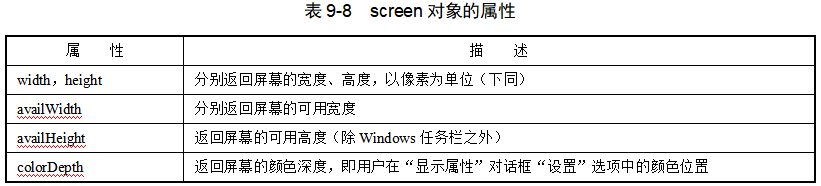 表 9-8 screen 对象的属性
属 性 描 述
width，height 分别返回屏幕的宽度、高度，以像素为单位（下同）
availWidth 分别返回屏幕的可用宽度
availHeight 返回屏幕的可用高度（除 Windows 任务栏之外）
colorDepth 返回屏幕的颜色深度，即用户在“显示属性”对话框“设置”选项中的颜色位置